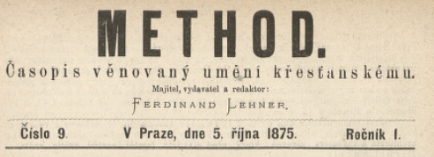 METHOD.
Časopis věnovaný umění křesťanskému.
Majitel, vydavatel a redaktor:
FERDINAND LEHNER.
Číslo 9. V Praze, dne 5. října 1875. Ročník I.